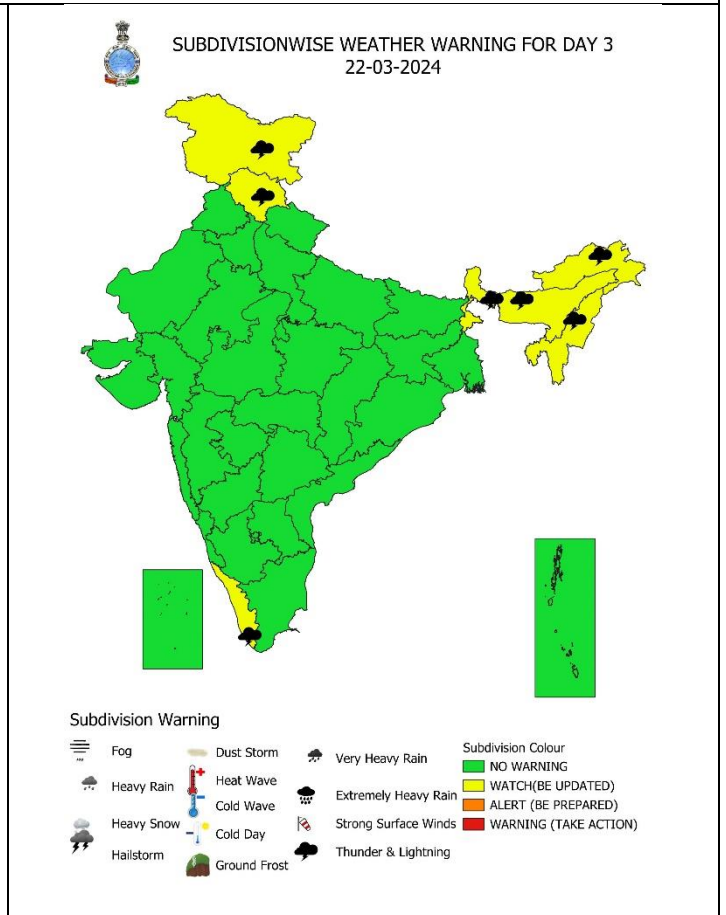 SUBDIVISIONWISE WEATHER WARNING FOR DAY 3
22-03-2024
Subdivision Warning
Fog
Heavy Rain
Heavy Snow
Hailstorm
Dust Storm
Heat Wave
Cold Wave
Cold Day
Ground Frost
Very Heavy Rain
Extremely Heavy Rain
Strong Surface Winds
Thunder & Lightning
Subdivision Colour
NO WARNING
WATCH(BE UPDATED)
ALERT (BE PREPARED)
WARNING (TAKE ACTION)